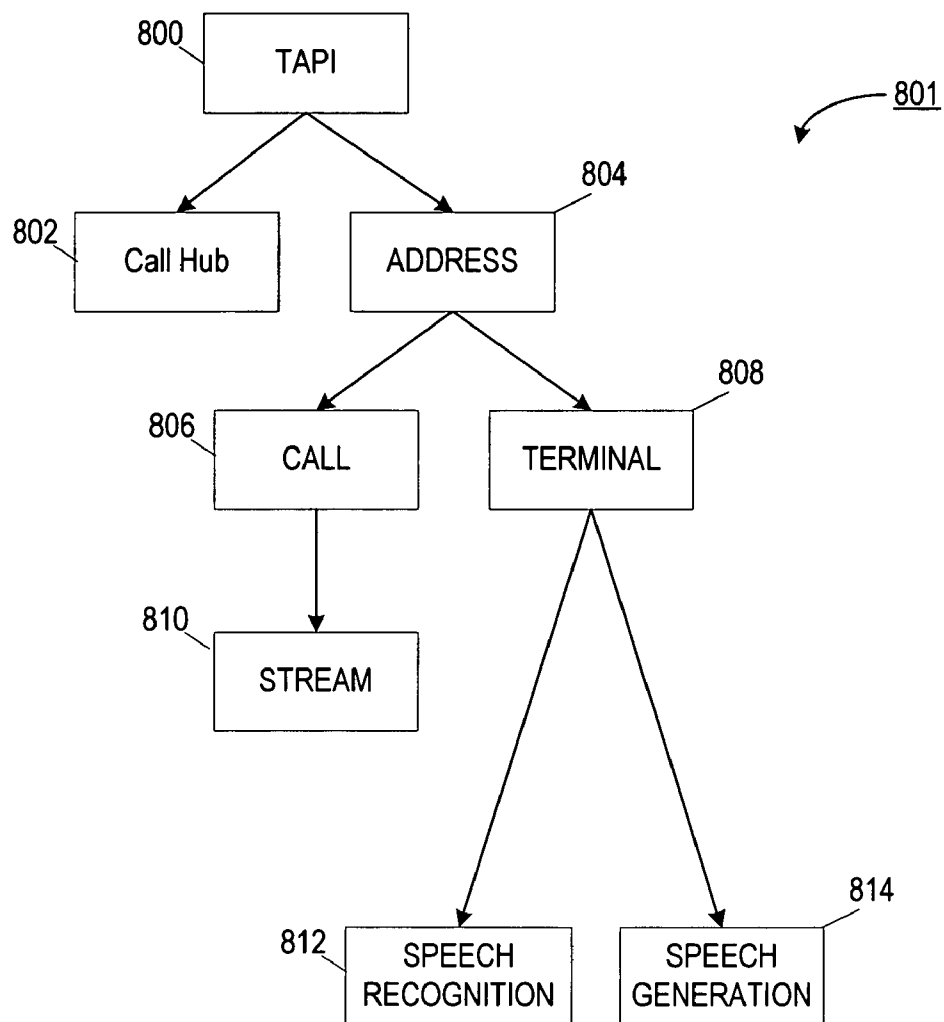 800
TAPI
801
804
802
Call Hub
ADDRESS
808
806
CALL
TERMINAL
810
STREAM
814
812
SPEECH
RECOGNITION
SPEECH
GENERATION